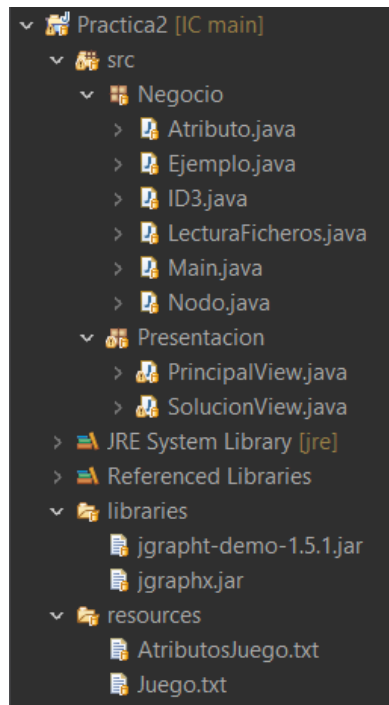 Practica2 [IC main]
src
Negocio
Atributo.java
Ejemplo.java
ID3.java
LecturaFicheros.java
Main.java
Nodo.java
Presentacion
PrincipalView.java
SolucionView.java
JRE System Library [jre]
Referenced Libraries
libraries
jgrapht-demo-1.5.1.jar
jgraphx.jar
resources
AtributosJuego.txt
Juego.txt